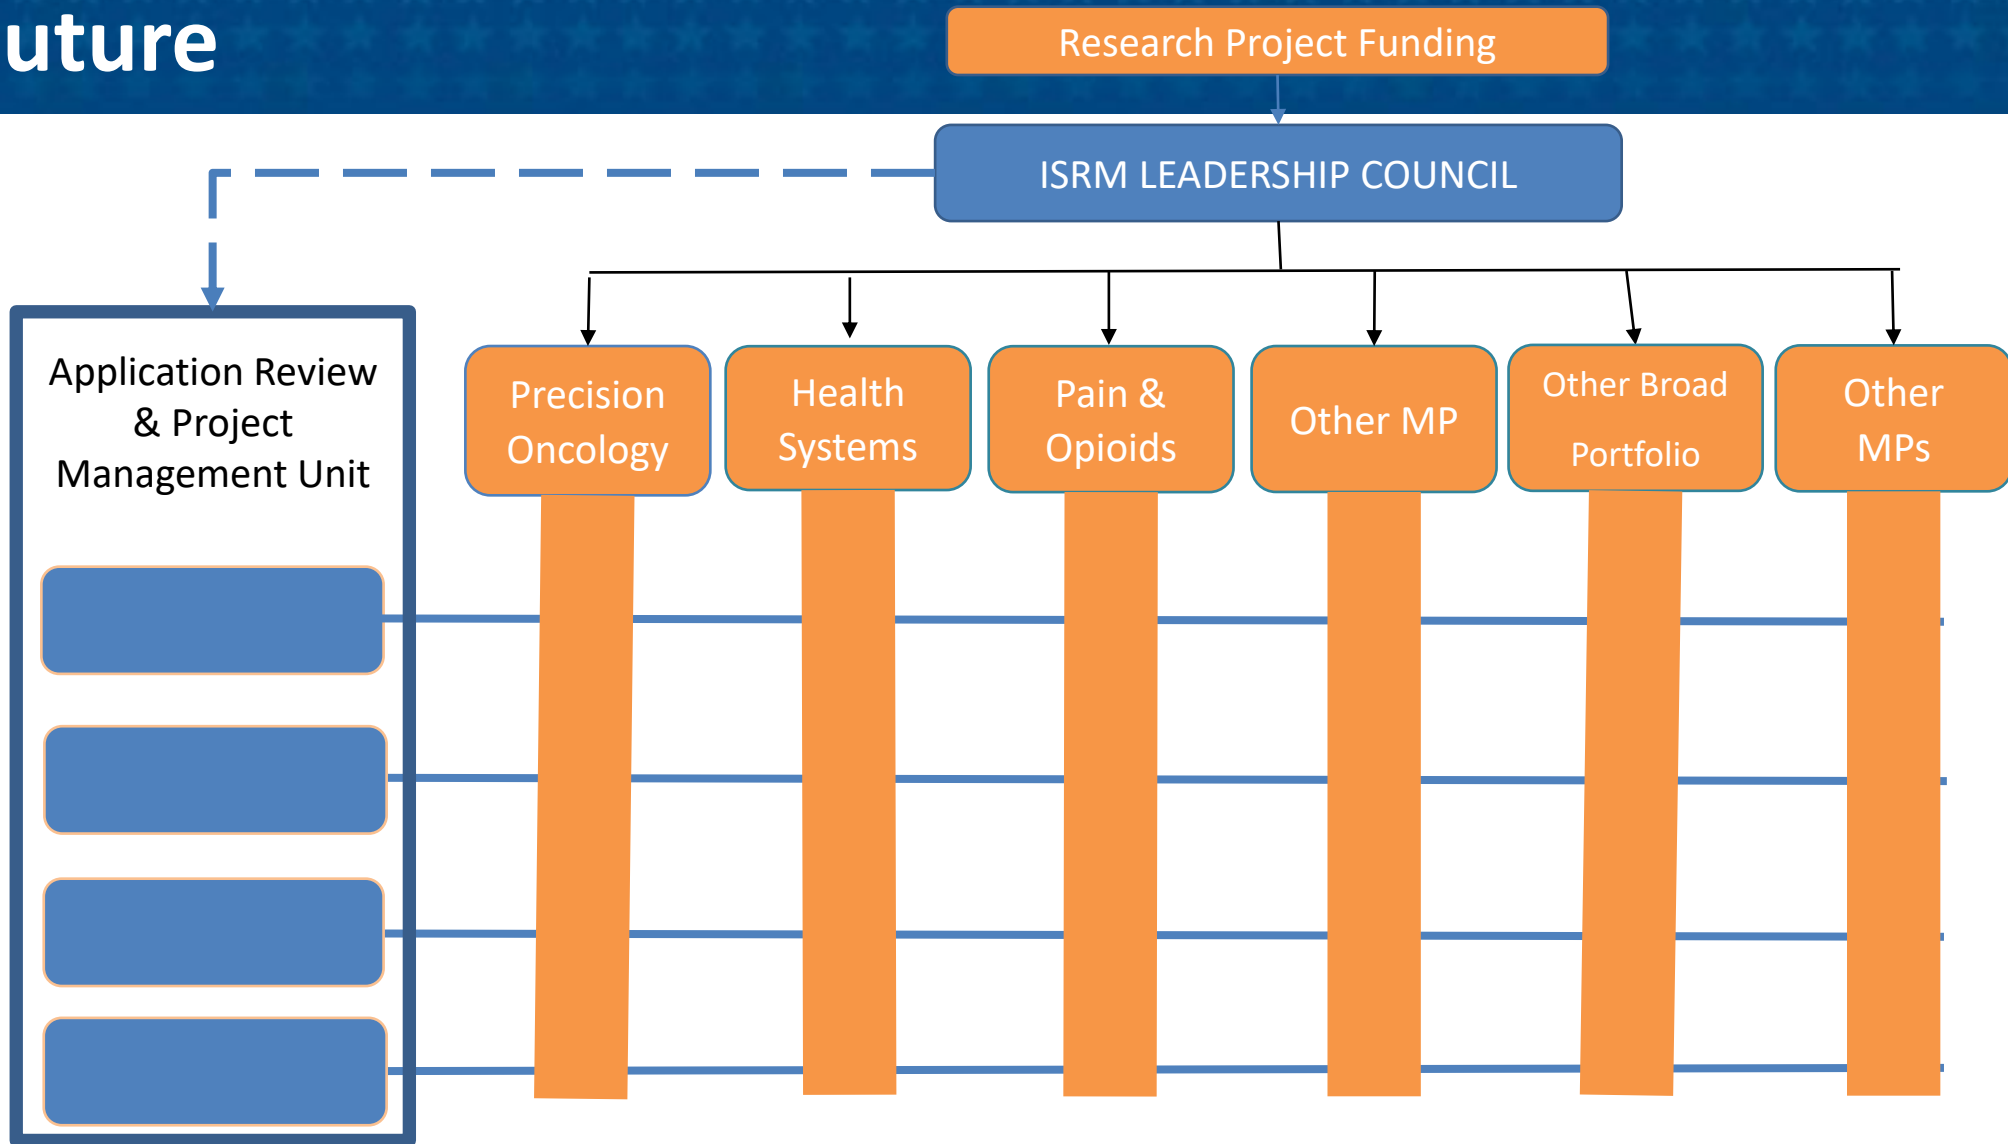 uture
Research Project Funding
ISRM LEADERSHIP COUNCIL
Application Review
& Project
Management Unit
Precision
Oncology
Health
Systems
Pain &
Opioids
Other MP
Other Broad
Portfolio
Other
MPs